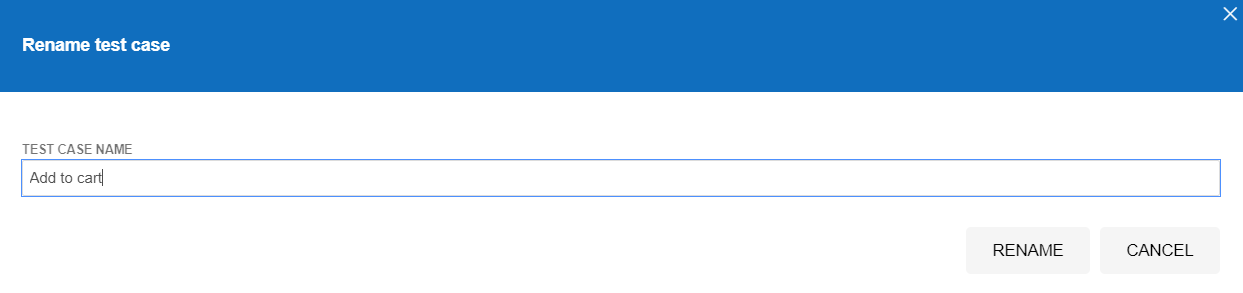 Rename test case
TEST CASE NAME
Add to cart
RENAME CANCEL